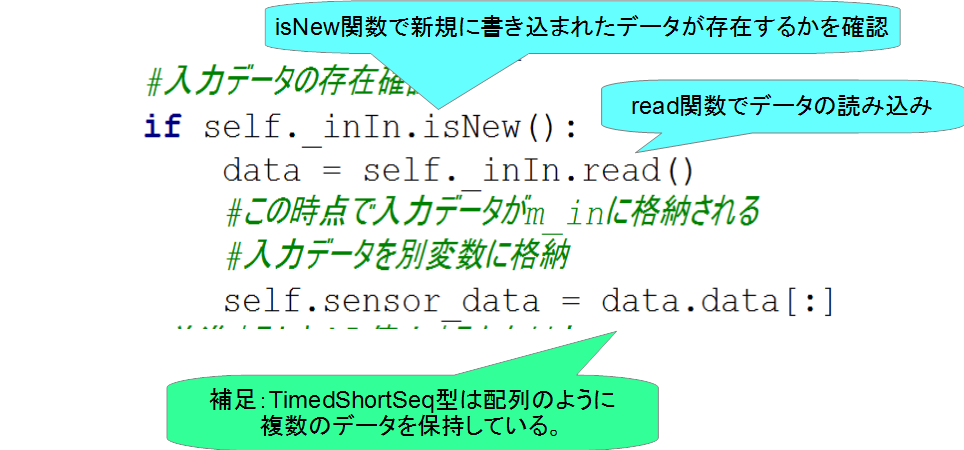 isNew関数で新規に書き込まれたデータが存在するかを確認
#入力データの存在確認
read関数でデータの読み込み
if self._inIn.isNew():
data = self._inIn.read()
#この時点で入力データがm_inに格納される
#入力データを別変数に格納
self.sensor_data = data.data[:]
補足：TimedShortSeq型は配列のように
複数のデータを保持している。